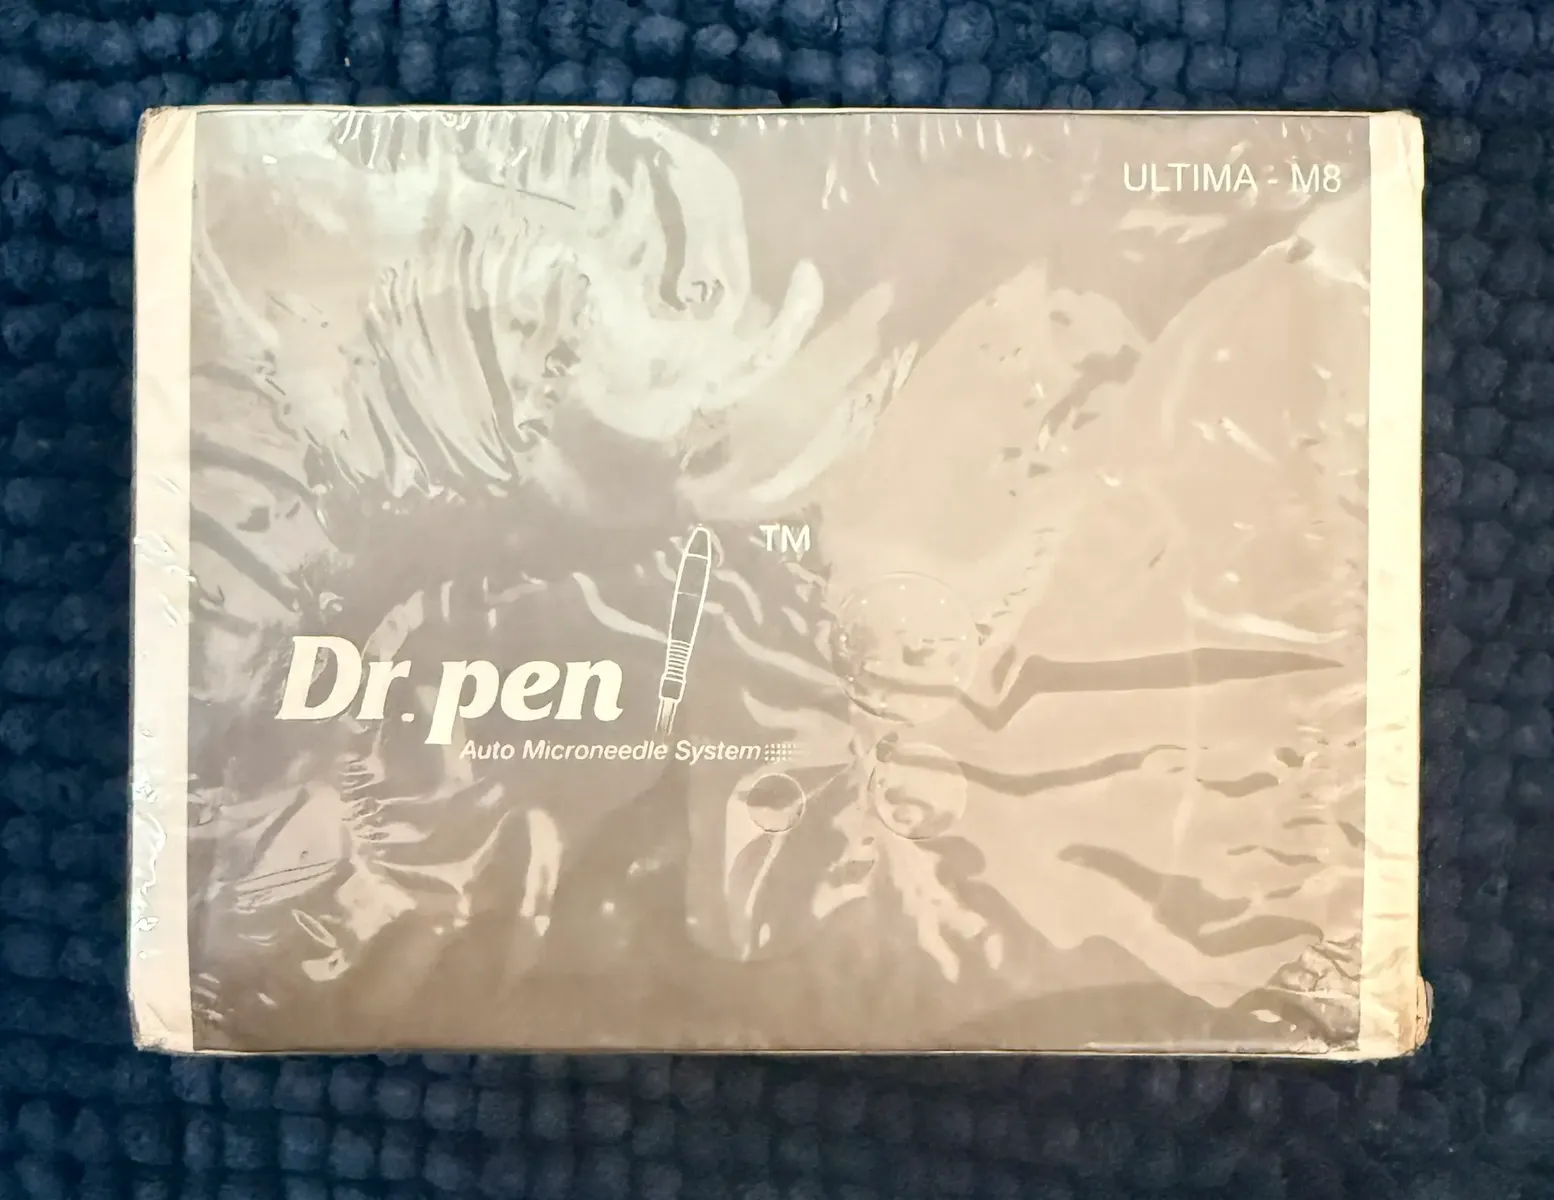 ULTIMA - M8
TM
Dr. pen
Auto Microneedle System